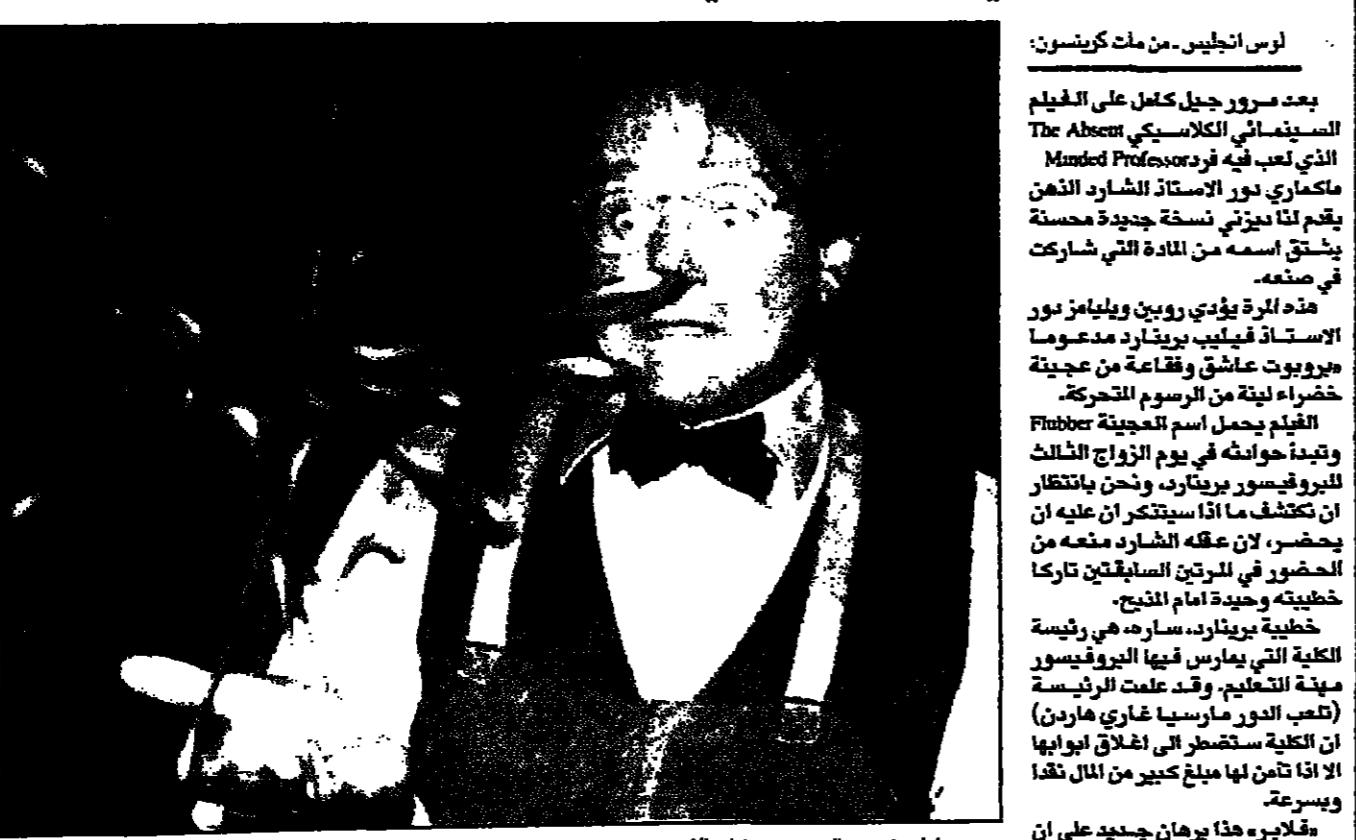 لوس انجليس ـ من مات كرينسون:
بعد مرور جيل كامل على الفيلم
السينمائي الكلاسيكي The Absent
Minded Professor الذي لعب فيه فرد
ماكماري دور الاستاذ الشارد الذهن
يقدم لنا ديزني نسخة جديدة محسنة
يشتق اسمه من المادة التي شاركت
في صنعه.
هذه المرة يؤدي روبين ويليامز دور
الاستاذ فيليب برينارد مدعوما
«بروبوت عاشق وفقاعة من عجينة
خضراء لينة من الرسوم المتحركة.
الفيلم يحمل اسم العجينة Flubber
وتبدأ حوادثه في يوم الزواج الثالث
للبروفيسور برينارد، ونحن بانتظار
ان نكتشف ما اذا سيتذكر ان عليه ان
يحضر، لان عقله الشارد منعه من
الحضور في المرتين السابقتين تاركا
خطيبته وحيدة امام المذبح.
خطيبة برينارد، ساره، هي رئيسة
الكلية التي يمارس فيها البروفيسور
مهنة التعليم. وقد علمت الرئيسة
(تلعب الدور مارسيا غاري هاردن)
ان الكلية ستضطر الى اغلاق ابوابها
الا اذا تأمن لها مبلغ كبير من المال نقدا
وبسرعة.
«فلابر» هذا برهان جديد على ان